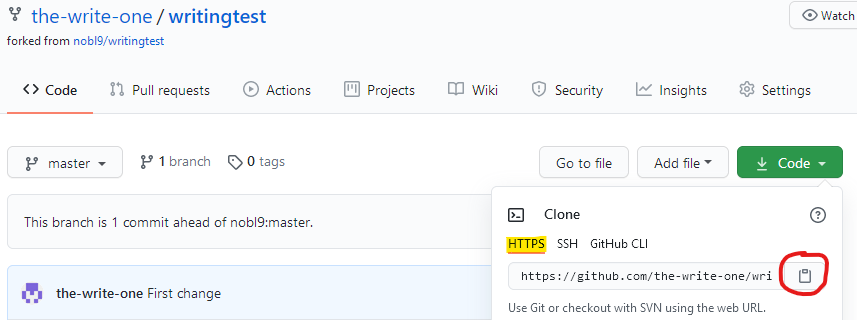 the-write-one / writingtest
Watch
forked from nobl9/writingtest
Code Pull requests Actions Projects Wiki Security Insights Settings
master 1 branch 0 tags Go to file Add file Code
This branch is 1 commit ahead of nobl9:master.
Clone
HTTPS SSH GitHub CLI
https://github.com/the-write-one/wri
Use Git or checkout with SVN using the web URL.
the-write-one First change